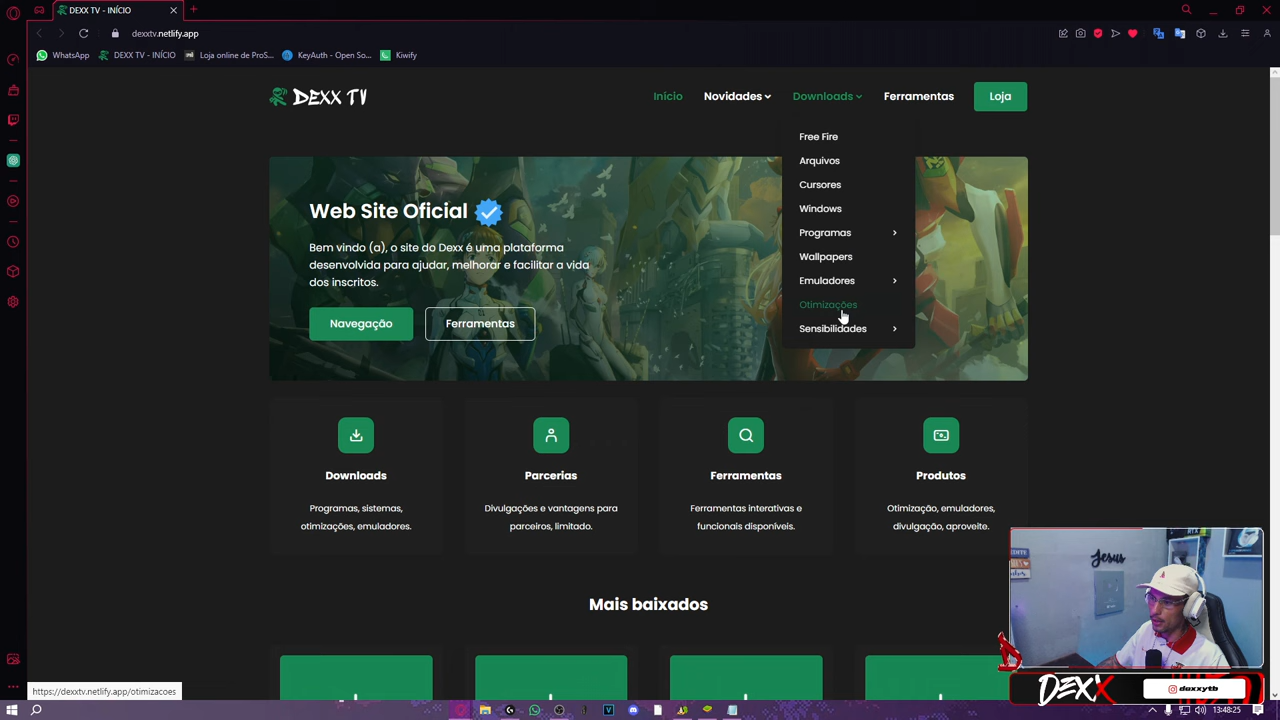 DEXX TV - INÍCIO
dexxtv.netlify.app
WhatsApp
DEXX TV - INÍCIO
Loja online de ProS...
KeyAuth - Open So...
Kiwify
DEXX TV
Início
Novidades
Downloads
Ferramentas
Loja
Free Fire
Arquivos
Cursores
Windows
Programas
Wallpapers
Emuladores
Otimizações
Sensibilidades
Web Site Oficial
Bem vindo (a), o site do Dexx é uma plataforma
desenvolvida para ajudar, melhorar e facilitar a vida
dos inscritos.
Navegação
Ferramentas
Downloads
Programas, sistemas,
otimizações, emuladores.
Parcerias
Divulgações e vantagens para
parceiros, limitado.
Ferramentas
Ferramentas interativas e
funcionais disponíveis.
Produtos
Otimização, emuladores,
divulgação, aproveite.
Mais baixados
Jesus
DEXX
dexxytb
https://dexxtv.netlify.app/otimizacoes
13:48:25